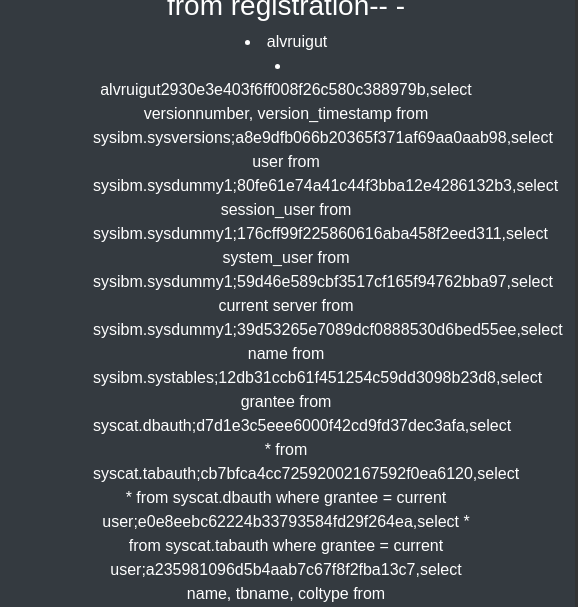 from registration-- -
alvruigut
alvruigut2930e3e403f6ff008f26c580c388979b,select
versionnumber, version_timestamp from
sysibm.sysversions;a8e9dfb066b20365f371af69aa0aab98,select
user from
sysibm.sysdummy1;80fe61e74a41c44f3bba12e4286132b3,select
session_user from
sysibm.sysdummy1;176cff99f225860616aba458f2eed311,select
system_user from
sysibm.sysdummy1;59d46e589cbf3517cf165f94762bba97,select
current server from
sysibm.sysdummy1;39d53265e7089dcf0888530d6bed55ee,select
name from
sysibm.systables;12db31ccb61f451254c59dd3098b23d8,select
grantee from
syscat.dbauth;d7d1e3c5eee6000f42cd9fd37dec3afa,select
* from
syscat.tabauth;cb7bfca4cc72592002167592f0ea6120,select
* from syscat.dbauth where grantee = current
user;e0e8eebc62224b33793584fd29f264ea,select *
from syscat.tabauth where grantee = current
user;a235981096d5b4aab7c67f8f2fba13c7,select
name, tbname, coltype from